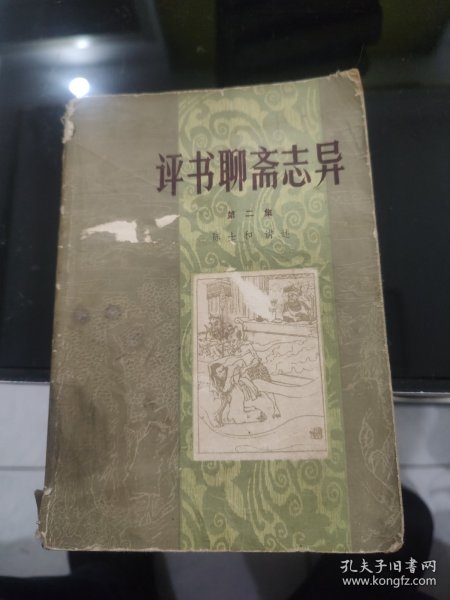 评书聊斋志异
第二集
陈士和 讲述
孔夫子旧书网
www.kongfz.com